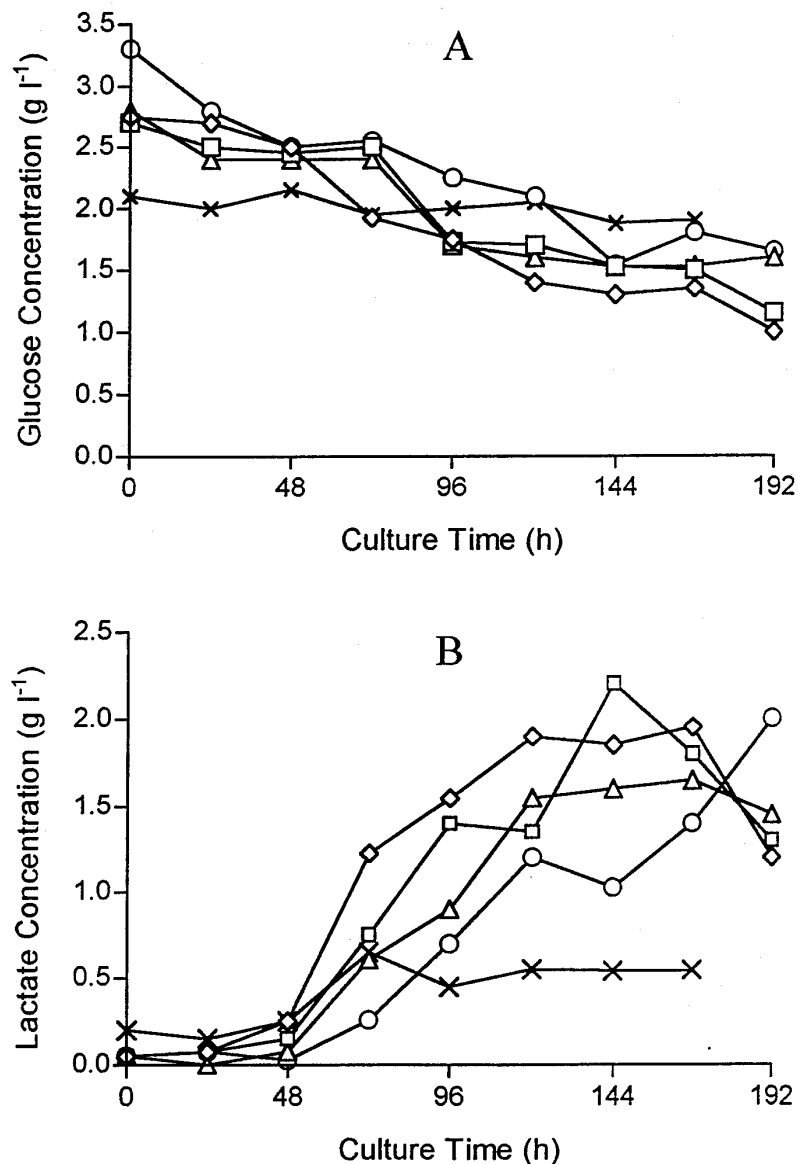 A
Glucose Concentration (g l⁻¹)
3.5
3.0
2.5
2.0
1.5
1.0
0.5
0.0
0 48 96 144 192
Culture Time (h)
B
Lactate Concentration (g l⁻¹)
2.5
2.0
1.5
1.0
0.5
0.0
0 48 96 144 192
Culture Time (h)